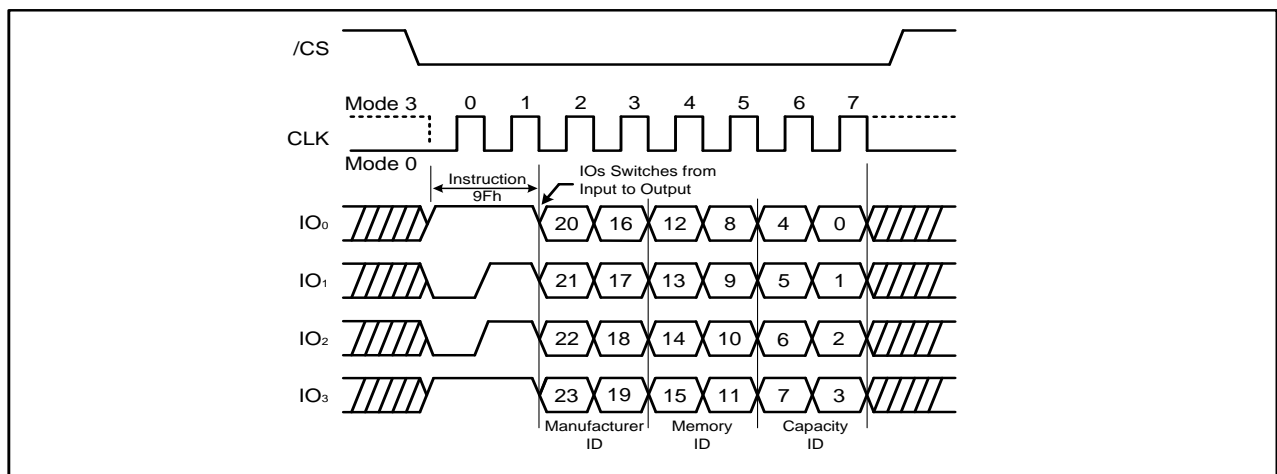 /CS
Mode 3
0 1 2 3 4 5 6 7
CLK
Mode 0
Instruction
9Fh
IOs Switches from
Input to Output
IO₀ 20 16 12 8 4 0
IO₁ 21 17 13 9 5 1
IO₂ 22 18 14 10 6 2
IO₃ 23 19 15 11 7 3
Manufacturer Memory Capacity
ID ID ID